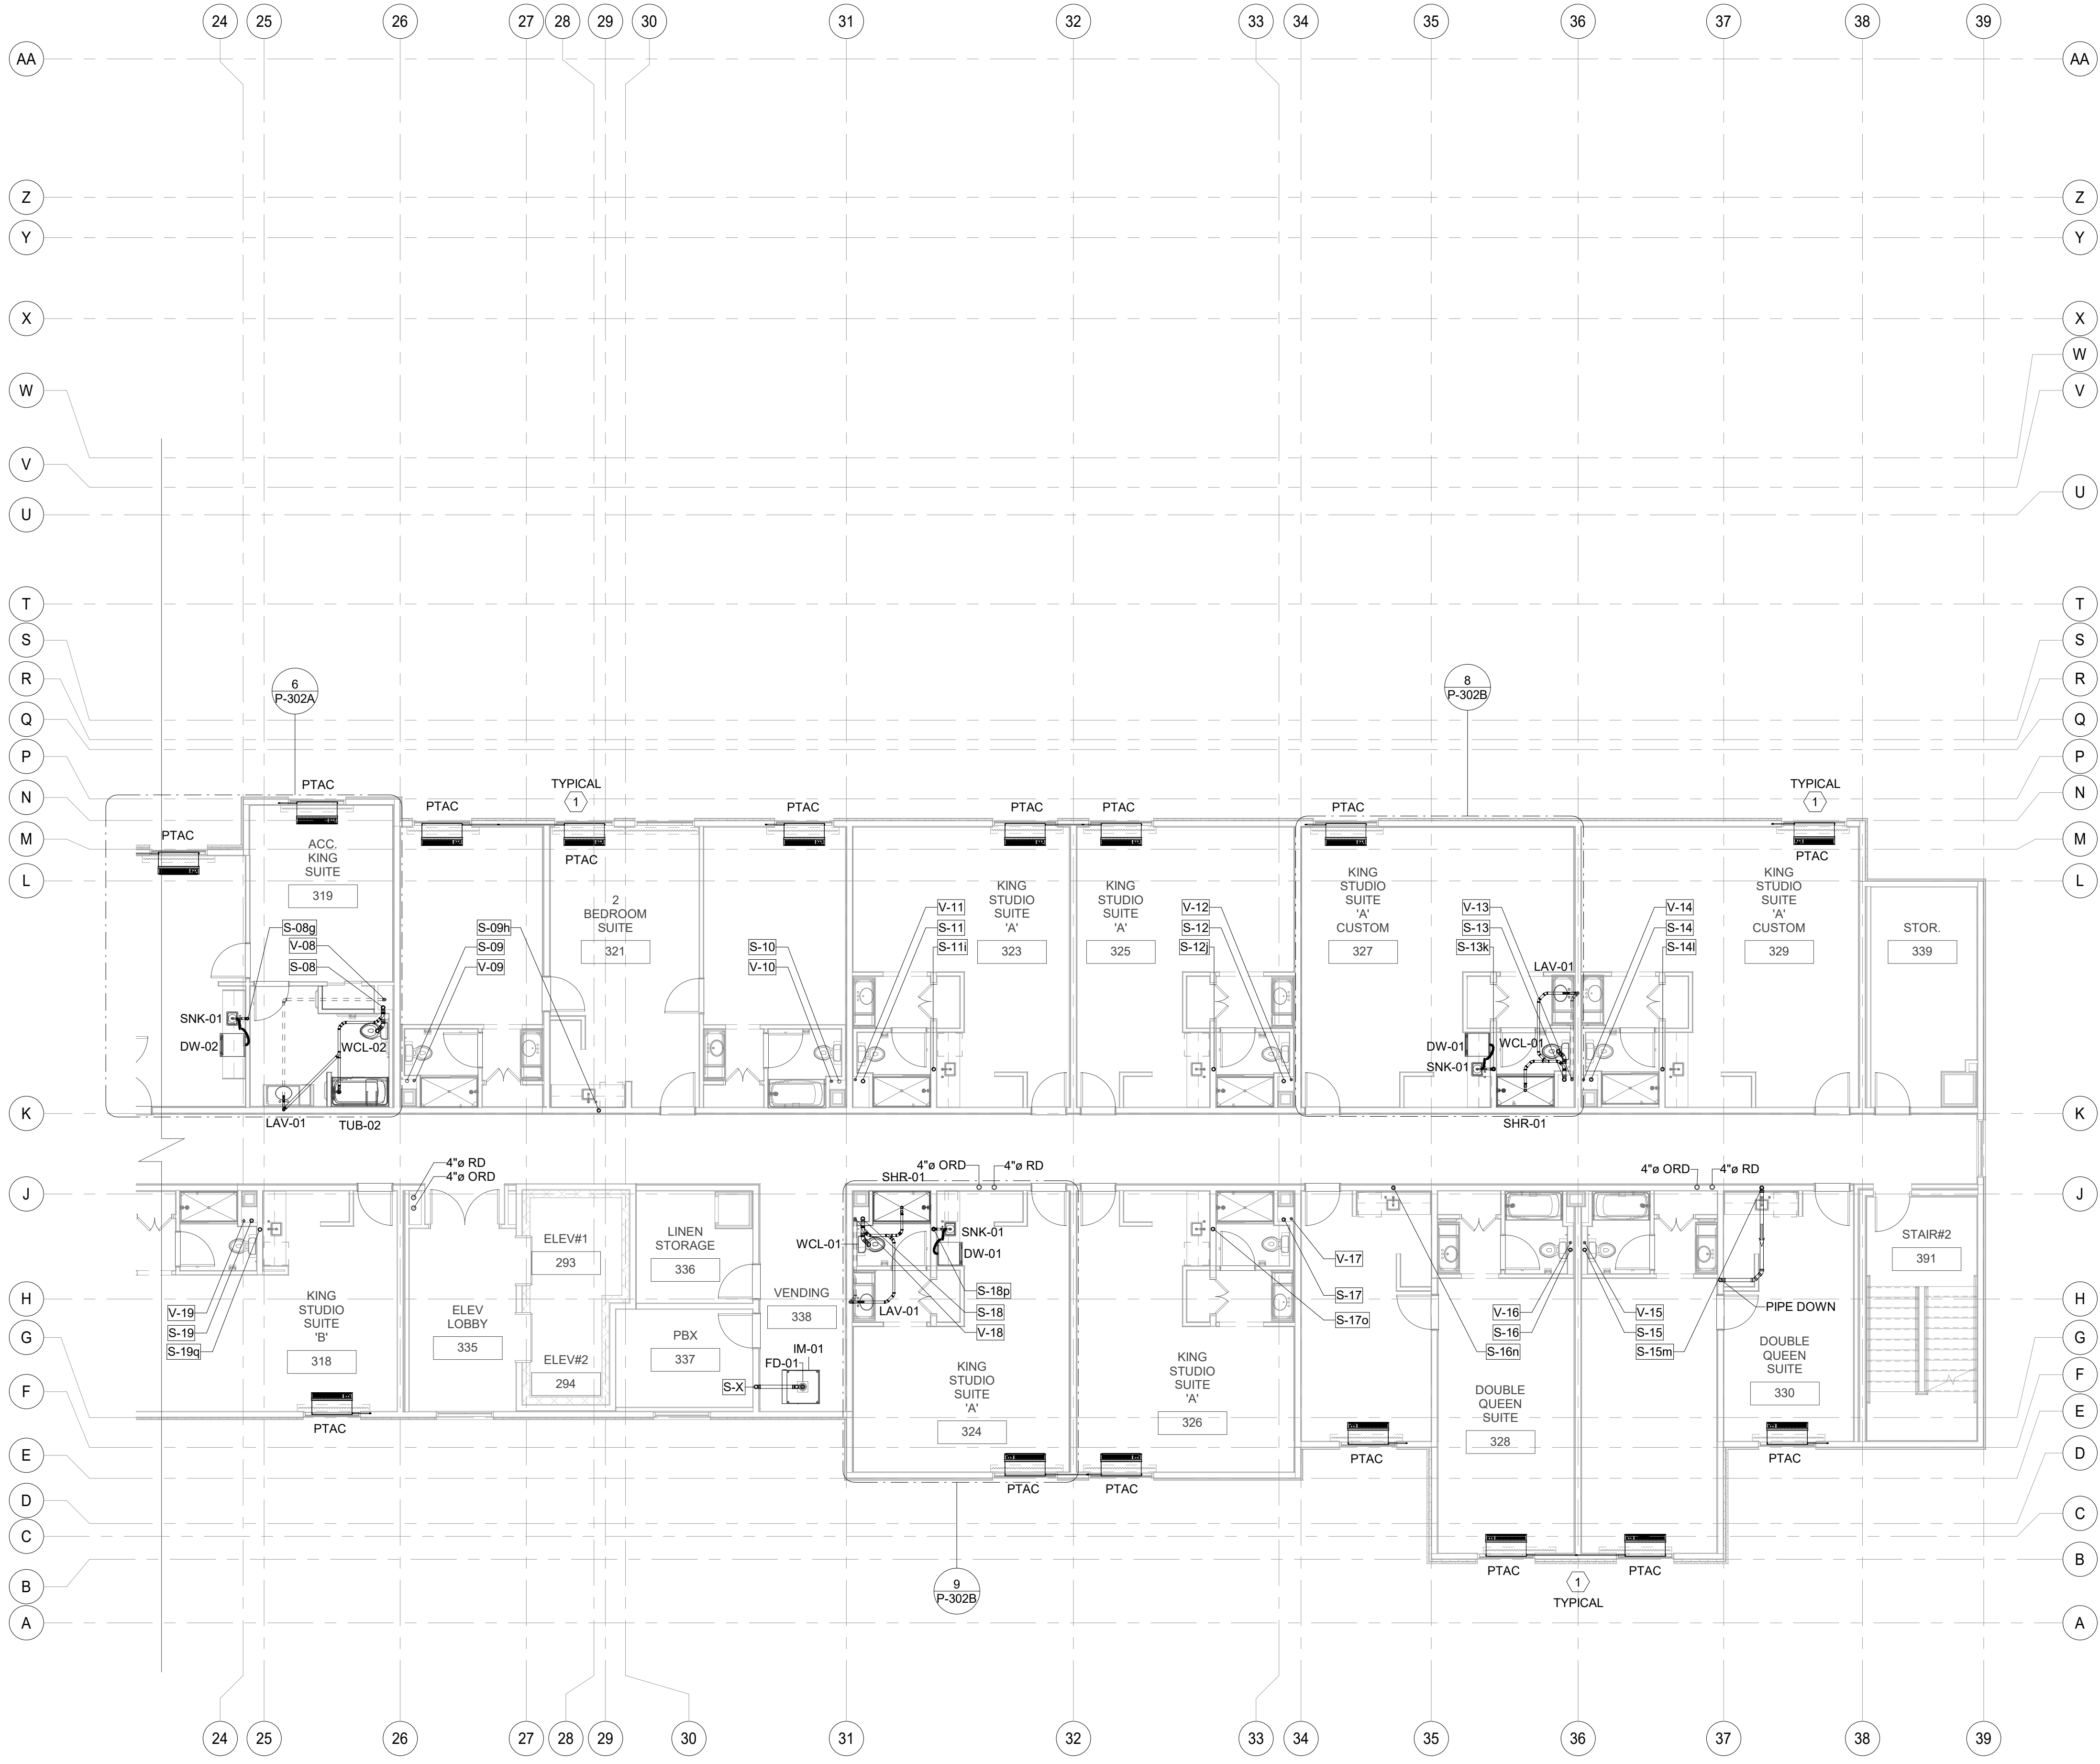 24 25 26 27 28 29 30 31 32 33 34 35 36 37 38 39
AA AA
Z Z
Y Y
X X
W
W V
V
U U
T T
S S
R R
Q Q
P P
N N
M M
L L
K K
J J
H H
G G
F F
E E
D D
C C
B B
A A
6
P-302A
8
P-302B
PTAC
PTAC
PTAC
TYPICAL
1
PTAC
PTAC
PTAC
PTAC
PTAC
TYPICAL
1
PTAC
ACC.
KING
SUITE
319
2
BEDROOM
SUITE
321
KING
STUDIO
SUITE
'A'
323
KING
STUDIO
SUITE
'A'
325
KING
STUDIO
SUITE
'A'
CUSTOM
327
KING
STUDIO
SUITE
'A'
CUSTOM
329
STOR.
339
S-08g
V-08
S-08
SNK-01
DW-02
WCL-02
LAV-01
TUB-02
S-09h
S-09
V-09
S-10
V-10
V-11
S-11
S-11i
V-12
S-12
S-12j
V-13
S-13
S-13k
LAV-01
DW-01
WCL-01
SNK-01
SHR-01
V-14
S-14
S-14l
4"ø RD
4"ø ORD
4"ø ORD
4"ø RD
4"ø ORD
4"ø RD
SHR-01
WCL-01
SNK-01
DW-01
LAV-01
S-18p
S-18
V-18
V-19
S-19
S-19q
KING
STUDIO
SUITE
'B'
318
PTAC
ELEV
LOBBY
335
ELEV#1
293
ELEV#2
294
LINEN
STORAGE
336
PBX
337
VENDING
338
IM-01
FD-01
S-X
KING
STUDIO
SUITE
'A'
324
PTAC
KING
STUDIO
SUITE
'A'
326
PTAC
V-17
S-17
S-17o
V-16
S-16
S-16n
V-15
S-15
S-15m
PIPE DOWN
PTAC
DOUBLE
QUEEN
SUITE
328
DOUBLE
QUEEN
SUITE
330
PTAC
STAIR#2
391
PTAC
PTAC
1
TYPICAL
9
P-302B
24 25 26 27 28 29 30 31 32 33 34 35 36 37 38 39